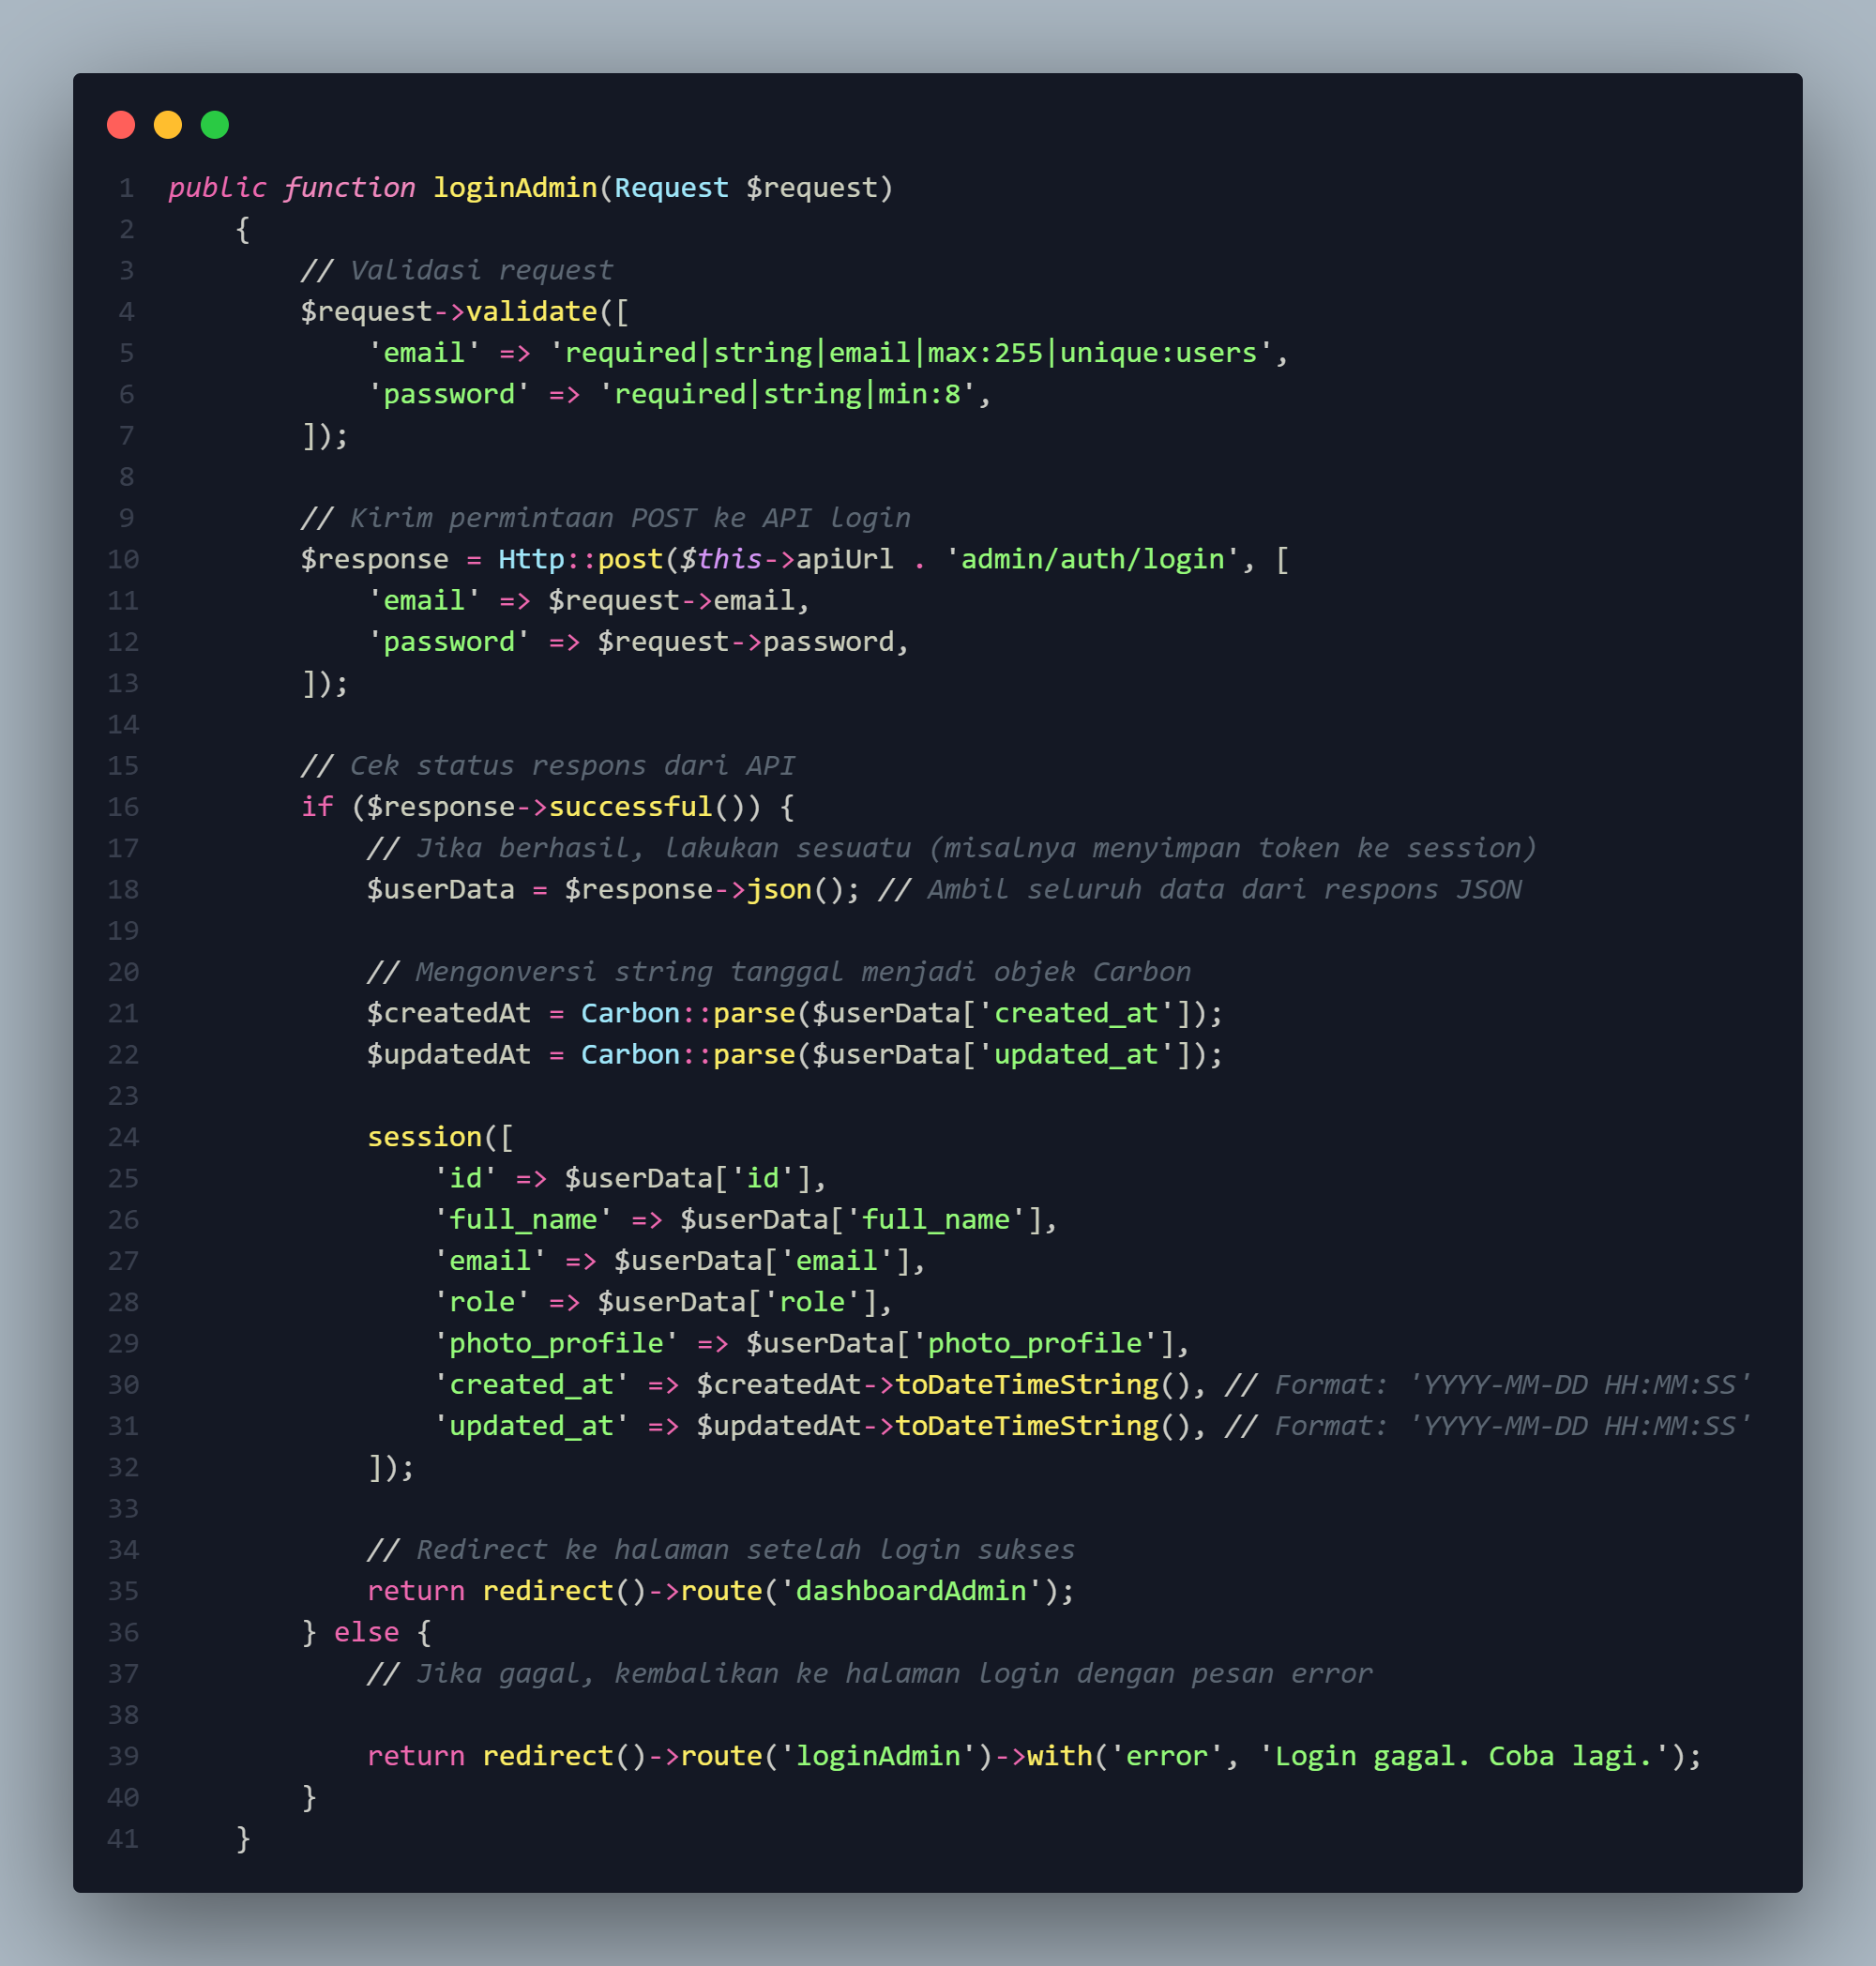 1 public function loginAdmin(Request $request)
2 {
3 // Validasi request
4 $request->validate([
5 'email' => 'required|string|email|max:255|unique:users',
6 'password' => 'required|string|min:8',
7 ]);
8
9 // Kirim permintaan POST ke API login
10 $response = Http::post($this->apiUrl . 'admin/auth/login', [
11 'email' => $request->email,
12 'password' => $request->password,
13 ]);
14
15 // Cek status respons dari API
16 if ($response->successful()) {
17 // Jika berhasil, lakukan sesuatu (misalnya menyimpan token ke session)
18 $userData = $response->json(); // Ambil seluruh data dari respons JSON
19
20 // Mengonversi string tanggal menjadi objek Carbon
21 $createdAt = Carbon::parse($userData['created_at']);
22 $updatedAt = Carbon::parse($userData['updated_at']);
23
24 session([
25 'id' => $userData['id'],
26 'full_name' => $userData['full_name'],
27 'email' => $userData['email'],
28 'role' => $userData['role'],
29 'photo_profile' => $userData['photo_profile'],
30 'created_at' => $createdAt->toDateTimeString(), // Format: 'YYYY-MM-DD HH:MM:SS'
31 'updated_at' => $updatedAt->toDateTimeString(), // Format: 'YYYY-MM-DD HH:MM:SS'
32 ]);
33
34 // Redirect ke halaman setelah login sukses
35 return redirect()->route('dashboardAdmin');
36 } else {
37 // Jika gagal, kembalikan ke halaman login dengan pesan error
38
39 return redirect()->route('loginAdmin')->with('error', 'Login gagal. Coba lagi.');
40 }
41 }